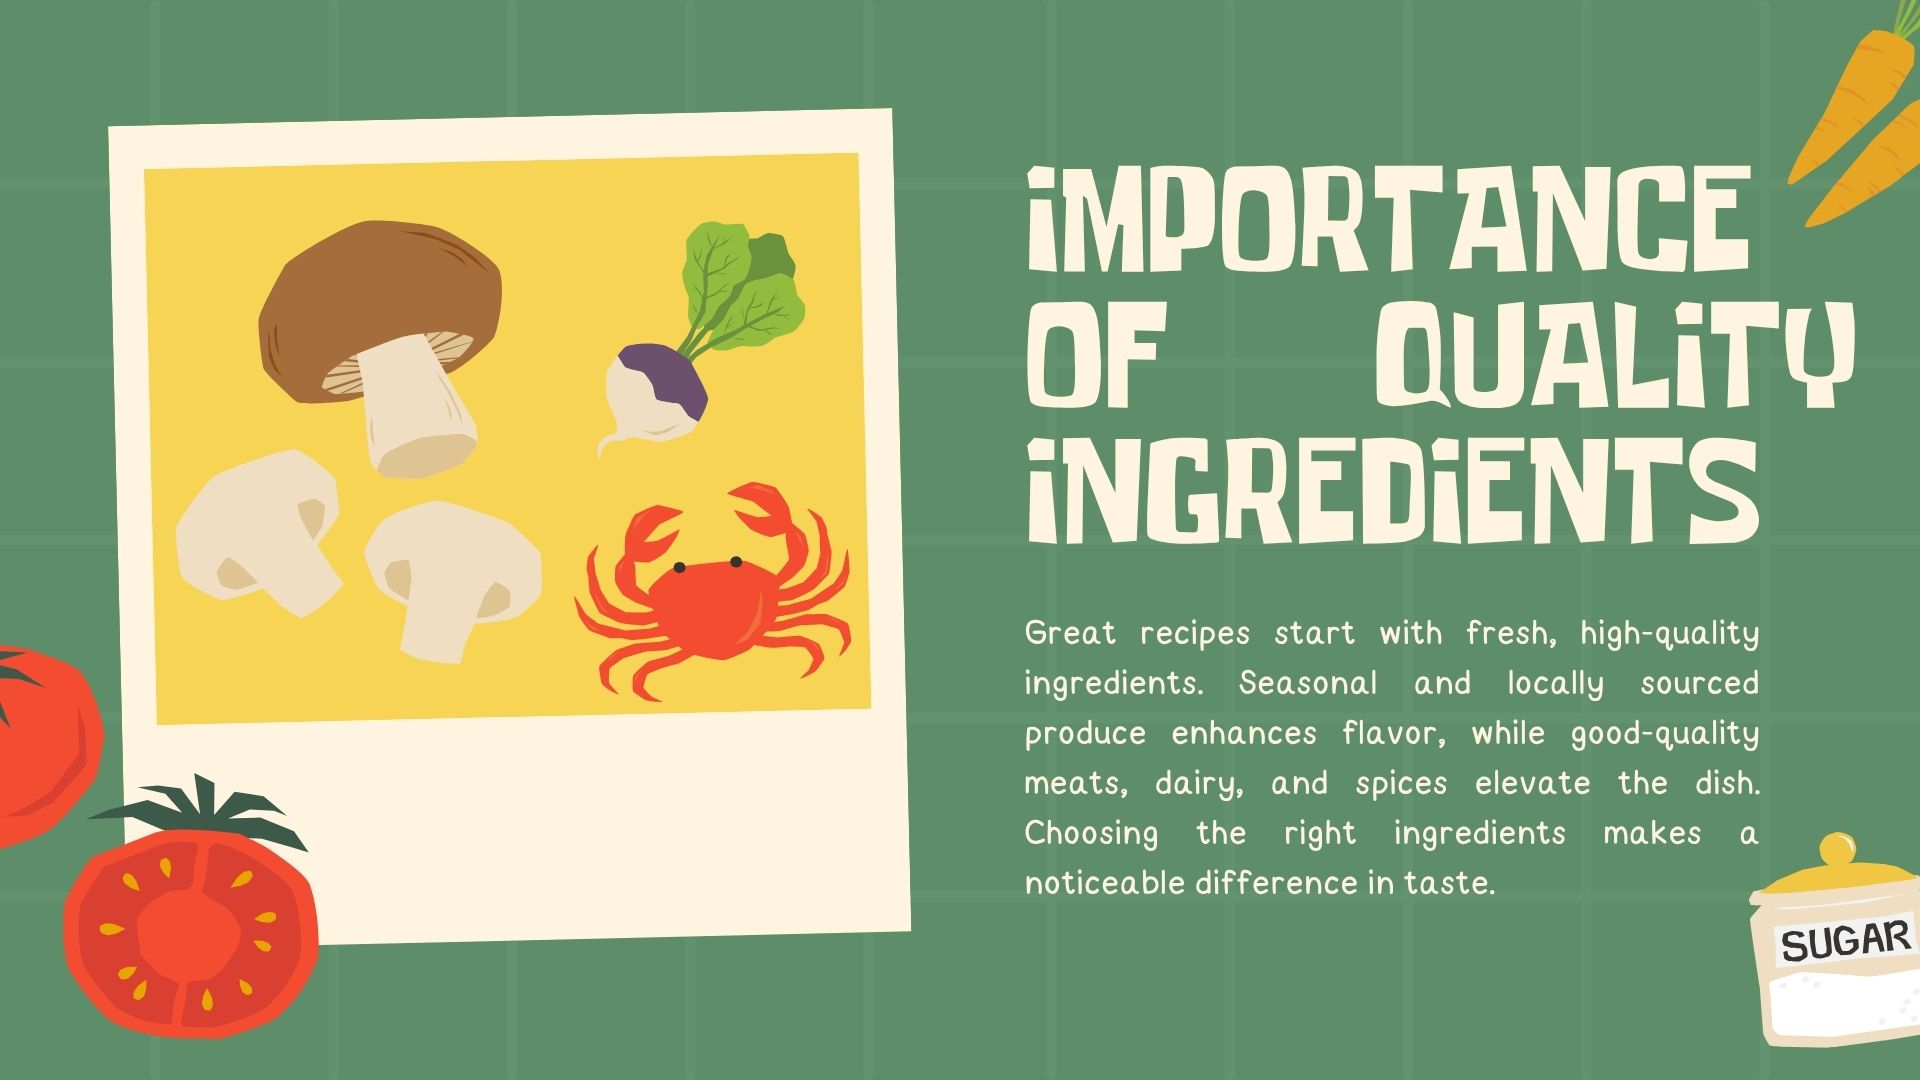 iMPORTANCE
OF QUALiTY
iNGREDiENTS
Great recipes start with fresh, high-quality
ingredients. Seasonal and locally sourced
produce enhances flavor, while good-quality
meats, dairy, and spices elevate the dish.
Choosing the right ingredients makes a
noticeable difference in taste.
SUGAR